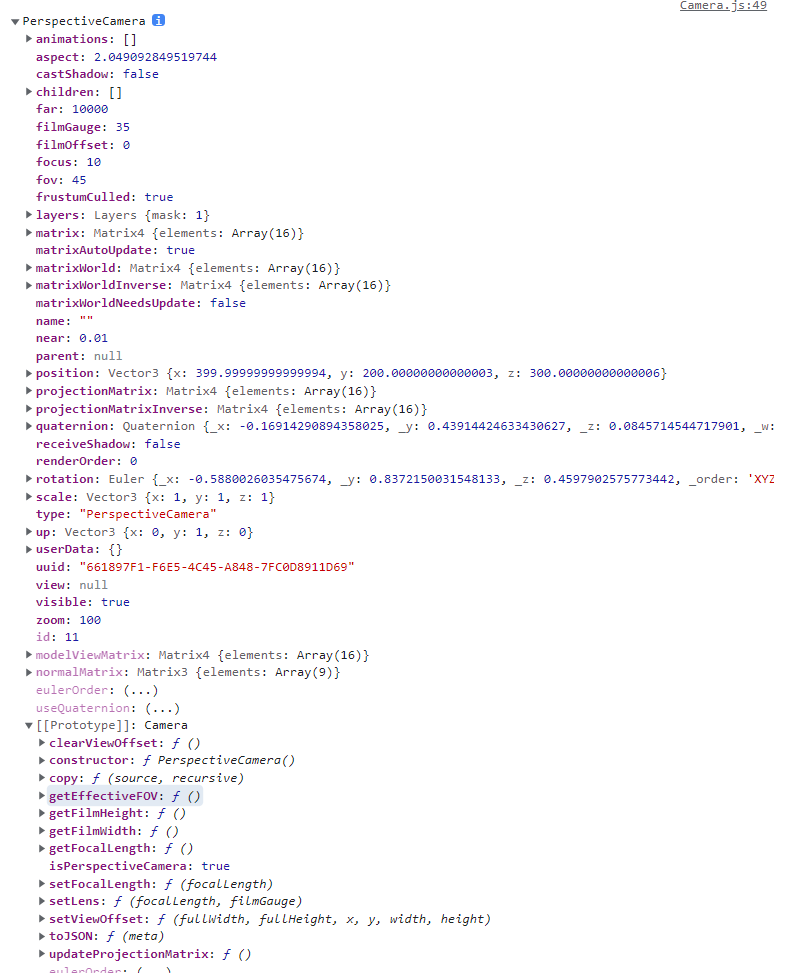 Camera.js:49
PerspectiveCamera i
animations: []
aspect: 2.049092849519744
castShadow: false
children: []
far: 10000
filmGauge: 35
filmOffset: 0
focus: 10
fov: 45
frustumCulled: true
layers: Layers {mask: 1}
matrix: Matrix4 {elements: Array(16)}
matrixAutoUpdate: true
matrixWorld: Matrix4 {elements: Array(16)}
matrixWorldInverse: Matrix4 {elements: Array(16)}
matrixWorldNeedsUpdate: false
name: ""
near: 0.01
parent: null
position: Vector3 {x: 399.99999999999994, y: 200.00000000000003, z: 300.00000000000006}
projectionMatrix: Matrix4 {elements: Array(16)}
projectionMatrixInverse: Matrix4 {elements: Array(16)}
quaternion: Quaternion {_x: -0.16914290894358025, _y: 0.43914424633430627, _z: 0.0845714544717901, _w:
receiveShadow: false
renderOrder: 0
rotation: Euler {_x: -0.5880026035475674, _y: 0.8372150031548133, _z: 0.4597902575773442, _order: 'XYZ
scale: Vector3 {x: 1, y: 1, z: 1}
type: "PerspectiveCamera"
up: Vector3 {x: 0, y: 1, z: 0}
userData: {}
uuid: "661897F1-F6E5-4C45-A848-7FC0D8911D69"
view: null
visible: true
zoom: 100
id: 11
modelViewMatrix: Matrix4 {elements: Array(16)}
normalMatrix: Matrix3 {elements: Array(9)}
eulerOrder: (...)
useQuaternion: (...)
[[Prototype]]: Camera
clearViewOffset: ƒ ()
constructor: ƒ PerspectiveCamera()
copy: ƒ (source, recursive)
getEffectiveFOV: ƒ ()
getFilmHeight: ƒ ()
getFilmWidth: ƒ ()
getFocalLength: ƒ ()
isPerspectiveCamera: true
setFocalLength: ƒ (focalLength)
setLens: ƒ (focalLength, filmGauge)
setViewOffset: ƒ (fullWidth, fullHeight, x, y, width, height)
toJSON: ƒ (meta)
updateProjectionMatrix: ƒ ()
eulerOrder: (...)